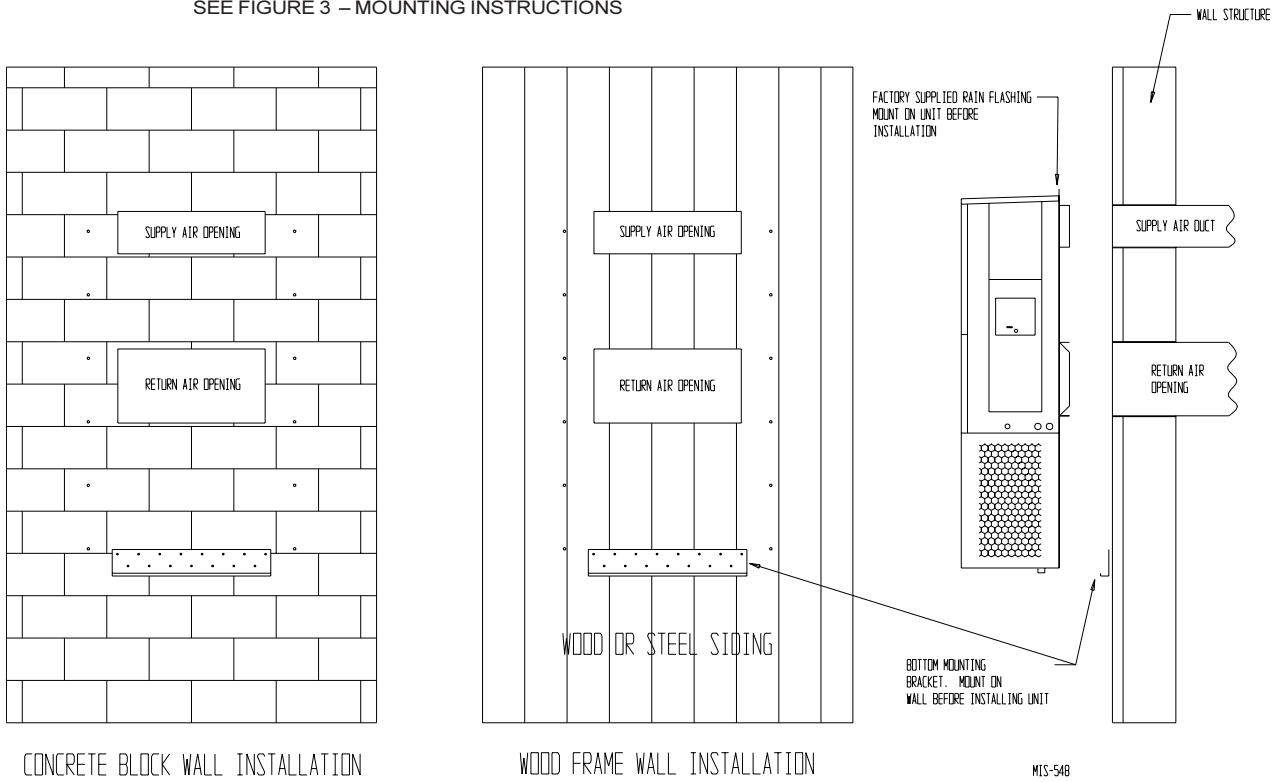 SEE FIGURE 3 – MOUNTING INSTRUCTIONS
WALL STRUCTURE
FACTORY SUPPLIED RAIN FLASHING
MOUNT ON UNIT BEFORE
INSTALLATION
SUPPLY AIR OPENING
SUPPLY AIR OPENING
SUPPLY AIR DUCT
RETURN AIR OPENING
RETURN AIR OPENING
RETURN AIR
OPENING
WOOD OR STEEL SIDING
BOTTOM MOUNTING
BRACKET. MOUNT ON
WALL BEFORE INSTALLING UNIT
CONCRETE BLOCK WALL INSTALLATION
WOOD FRAME WALL INSTALLATION
MIS-548